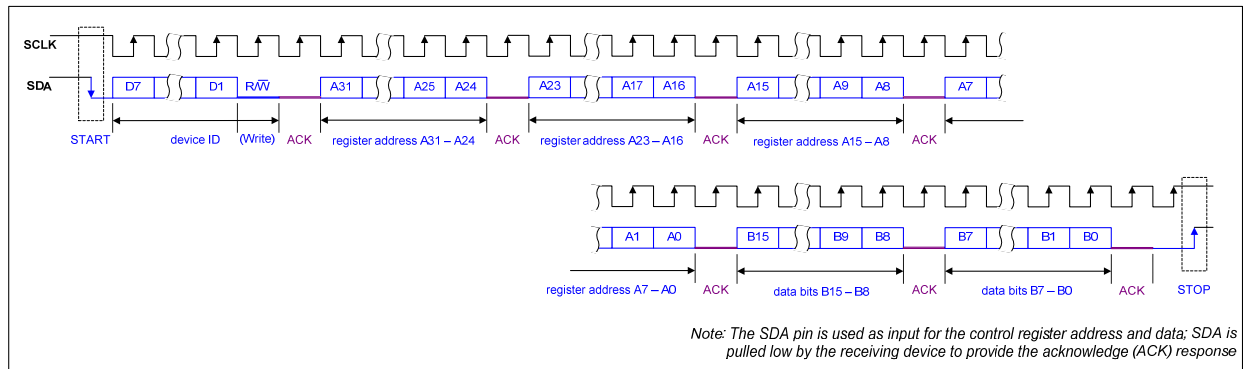 SCLK
SDA D7 D1 R/W̅ A31 A25 A24 A23 A17 A16 A15 A9 A8 A7
START device ID (Write) ACK register address A31 – A24 ACK register address A23 – A16 ACK register address A15 – A8 ACK
A1 A0 B15 B9 B8 B7 B1 B0
register address A7 – A0 ACK data bits B15 – B8 ACK data bits B7 – B0 ACK STOP
Note: The SDA pin is used as input for the control register address and data; SDA is
pulled low by the receiving device to provide the acknowledge (ACK) response